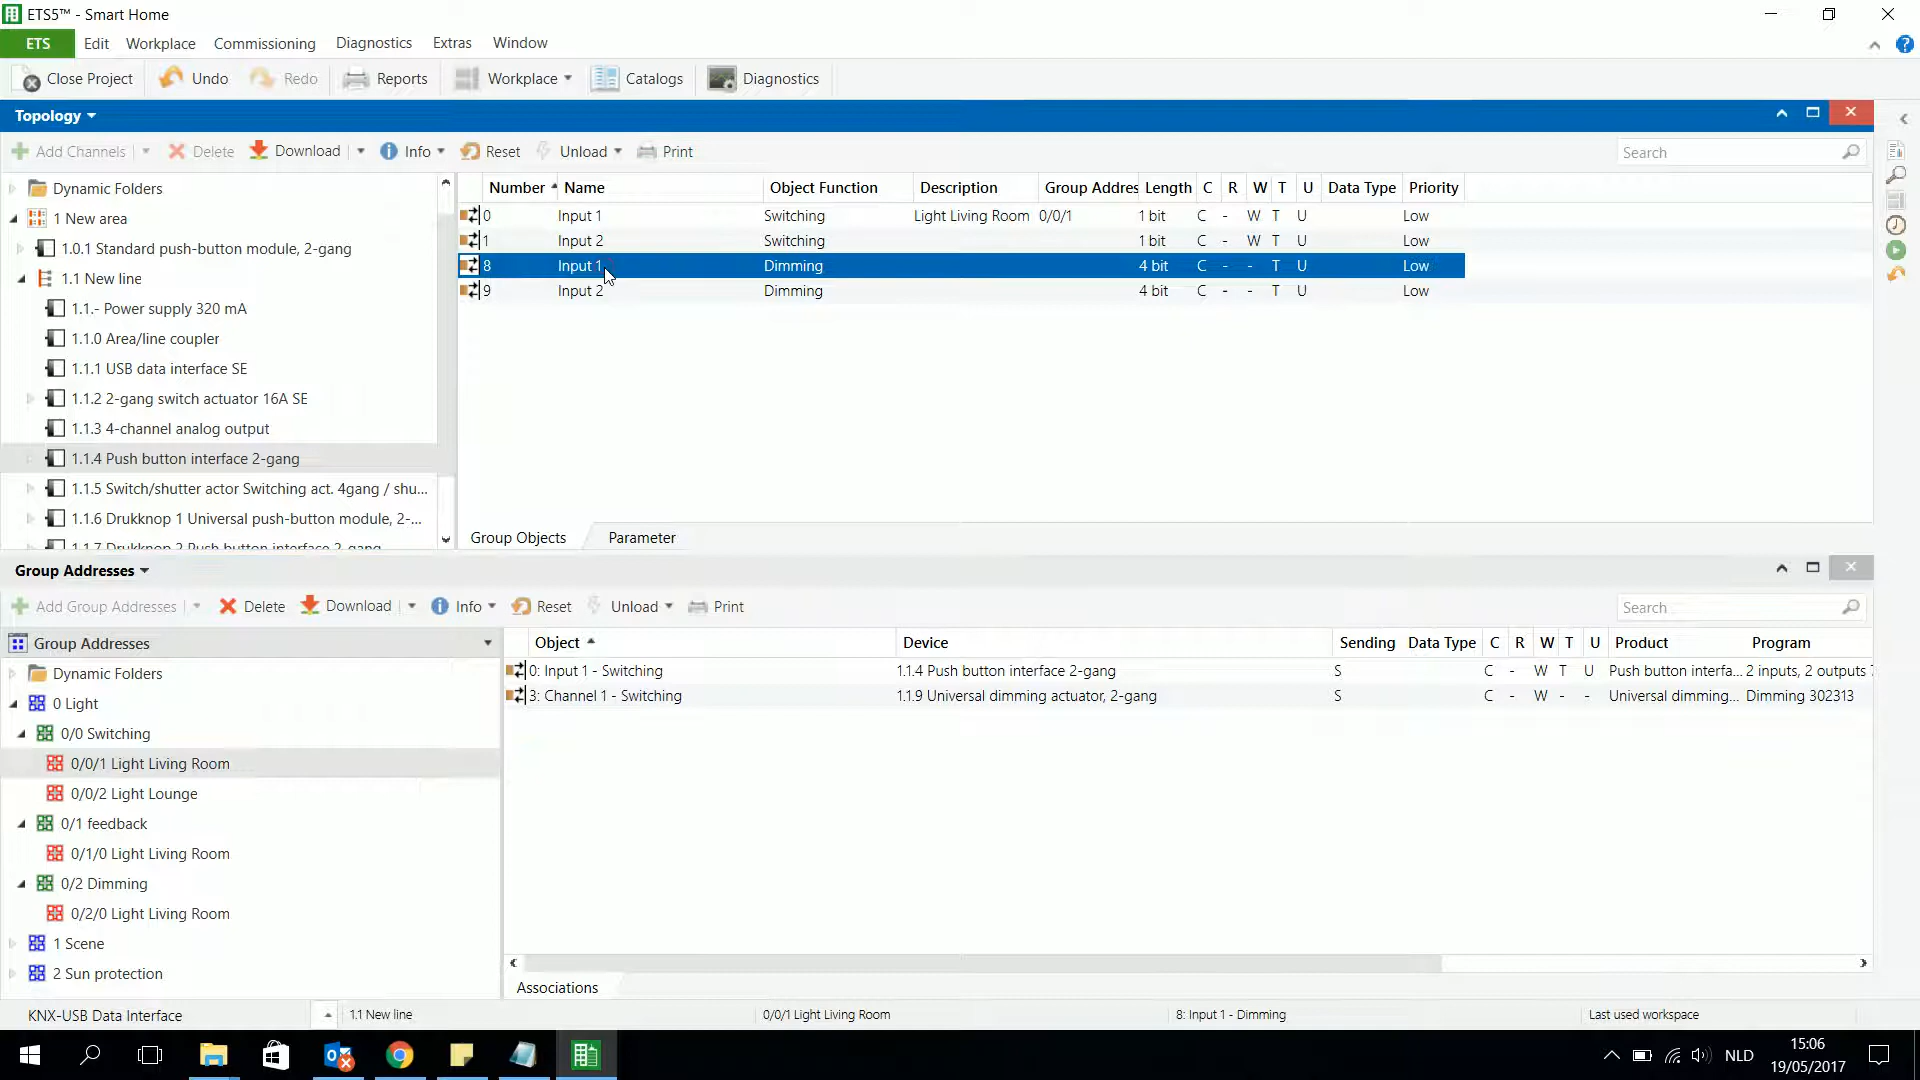 ETS5™ - Smart Home
ETS Edit Workplace Commissioning Diagnostics Extras Window
Close Project Undo Redo Reports Workplace Catalogs Diagnostics
Topology
Add Channels Delete Download Info Reset Unload Print Search
Dynamic Folders
1 New area
1.0.1 Standard push-button module, 2-gang
1.1 New line
1.1.- Power supply 320 mA
1.1.0 Area/line coupler
1.1.1 USB data interface SE
1.1.2 2-gang switch actuator 16A SE
1.1.3 4-channel analog output
1.1.4 Push button interface 2-gang
1.1.5 Switch/shutter actor Switching act. 4gang / shu...
1.1.6 Drukknop 1 Universal push-button module, 2-...
1.1.7 Drukknop 2 Push button interface 2-gang
Number Name Object Function Description Group Addres Length C R W T U Data Type Priority
0 Input 1 Switching Light Living Room 0/0/1 1 bit C - W T U Low
1 Input 2 Switching 1 bit C - W T U Low
8 Input 1 Dimming 4 bit C - - T U Low
9 Input 2 Dimming 4 bit C - - T U Low
Group Objects Parameter
Group Addresses
Add Group Addresses Delete Download Info Reset Unload Print Search
Group Addresses
Dynamic Folders
0 Light
0/0 Switching
0/0/1 Light Living Room
0/0/2 Light Lounge
0/1 feedback
0/1/0 Light Living Room
0/2 Dimming
0/2/0 Light Living Room
1 Scene
2 Sun protection
Object Device Sending Data Type C R W T U Product Program
0: Input 1 - Switching 1.1.4 Push button interface 2-gang S C - W T U Push button interfa... 2 inputs, 2 outputs
3: Channel 1 - Switching 1.1.9 Universal dimming actuator, 2-gang S C - W - - Universal dimming... Dimming 302313
Associations
KNX-USB Data Interface 1.1 New line 0/0/1 Light Living Room 8: Input 1 - Dimming Last used workspace
NLD 15:06
19/05/2017